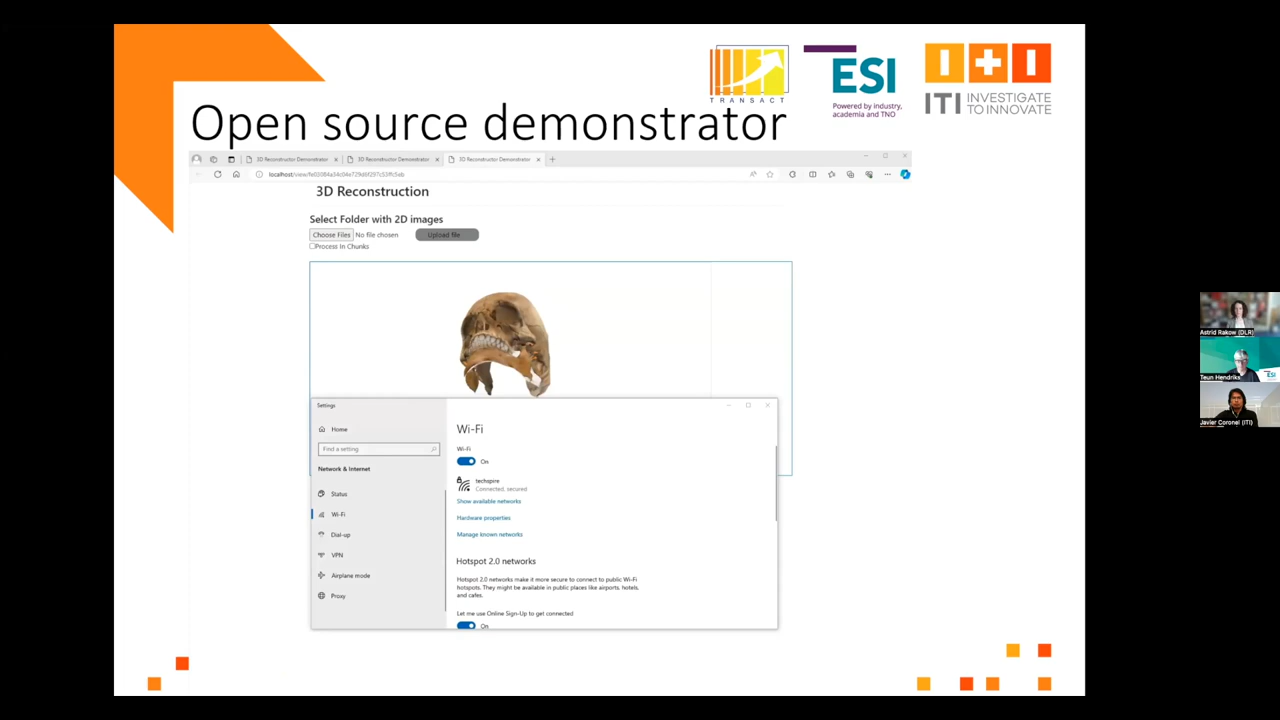 TRANSACT
ESI
Powered by industry,
academia and TNO
ITI INVESTIGATE
TO INNOVATE
Open source demonstrator
3D Reconstructor Demonstrator
3D Reconstructor Demonstrator
3D Reconstructor Demonstrator
3D Reconstruction
Select Folder with 2D images
Choose Files No file chosen Upload file
Process in Chunks
Settings
Home
Find a setting
Network & Internet
Status
Wi-Fi
Dial-up
VPN
Airplane mode
Proxy
Wi-Fi
Wi-Fi
On
techspire
Connected, secured
Show available networks
Hardware properties
Manage known networks
Hotspot 2.0 networks
Hotspot 2.0 networks make it more secure to connect to public Wi-Fi
hotspots. They might be available in public places like airports, hotels,
and cafes.
Let me use Online Sign-Up to get connected
On
Astrid Rakow (DLR)
Teun Hendriks
ESI
Javier Coronel (ITI)